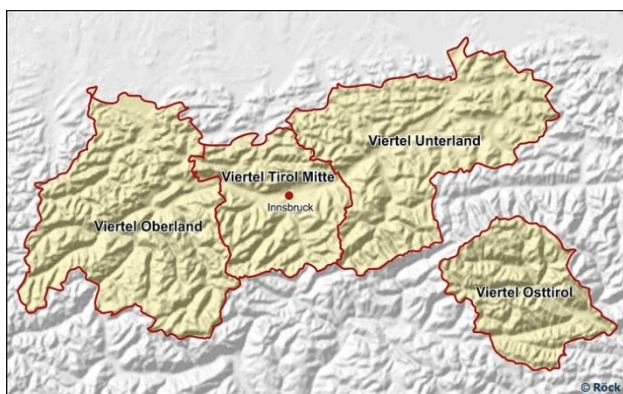 Viertel Unterland
Viertel Tirol Mitte
Innsbruck
Viertel Oberland
Viertel Osttirol
© Röck